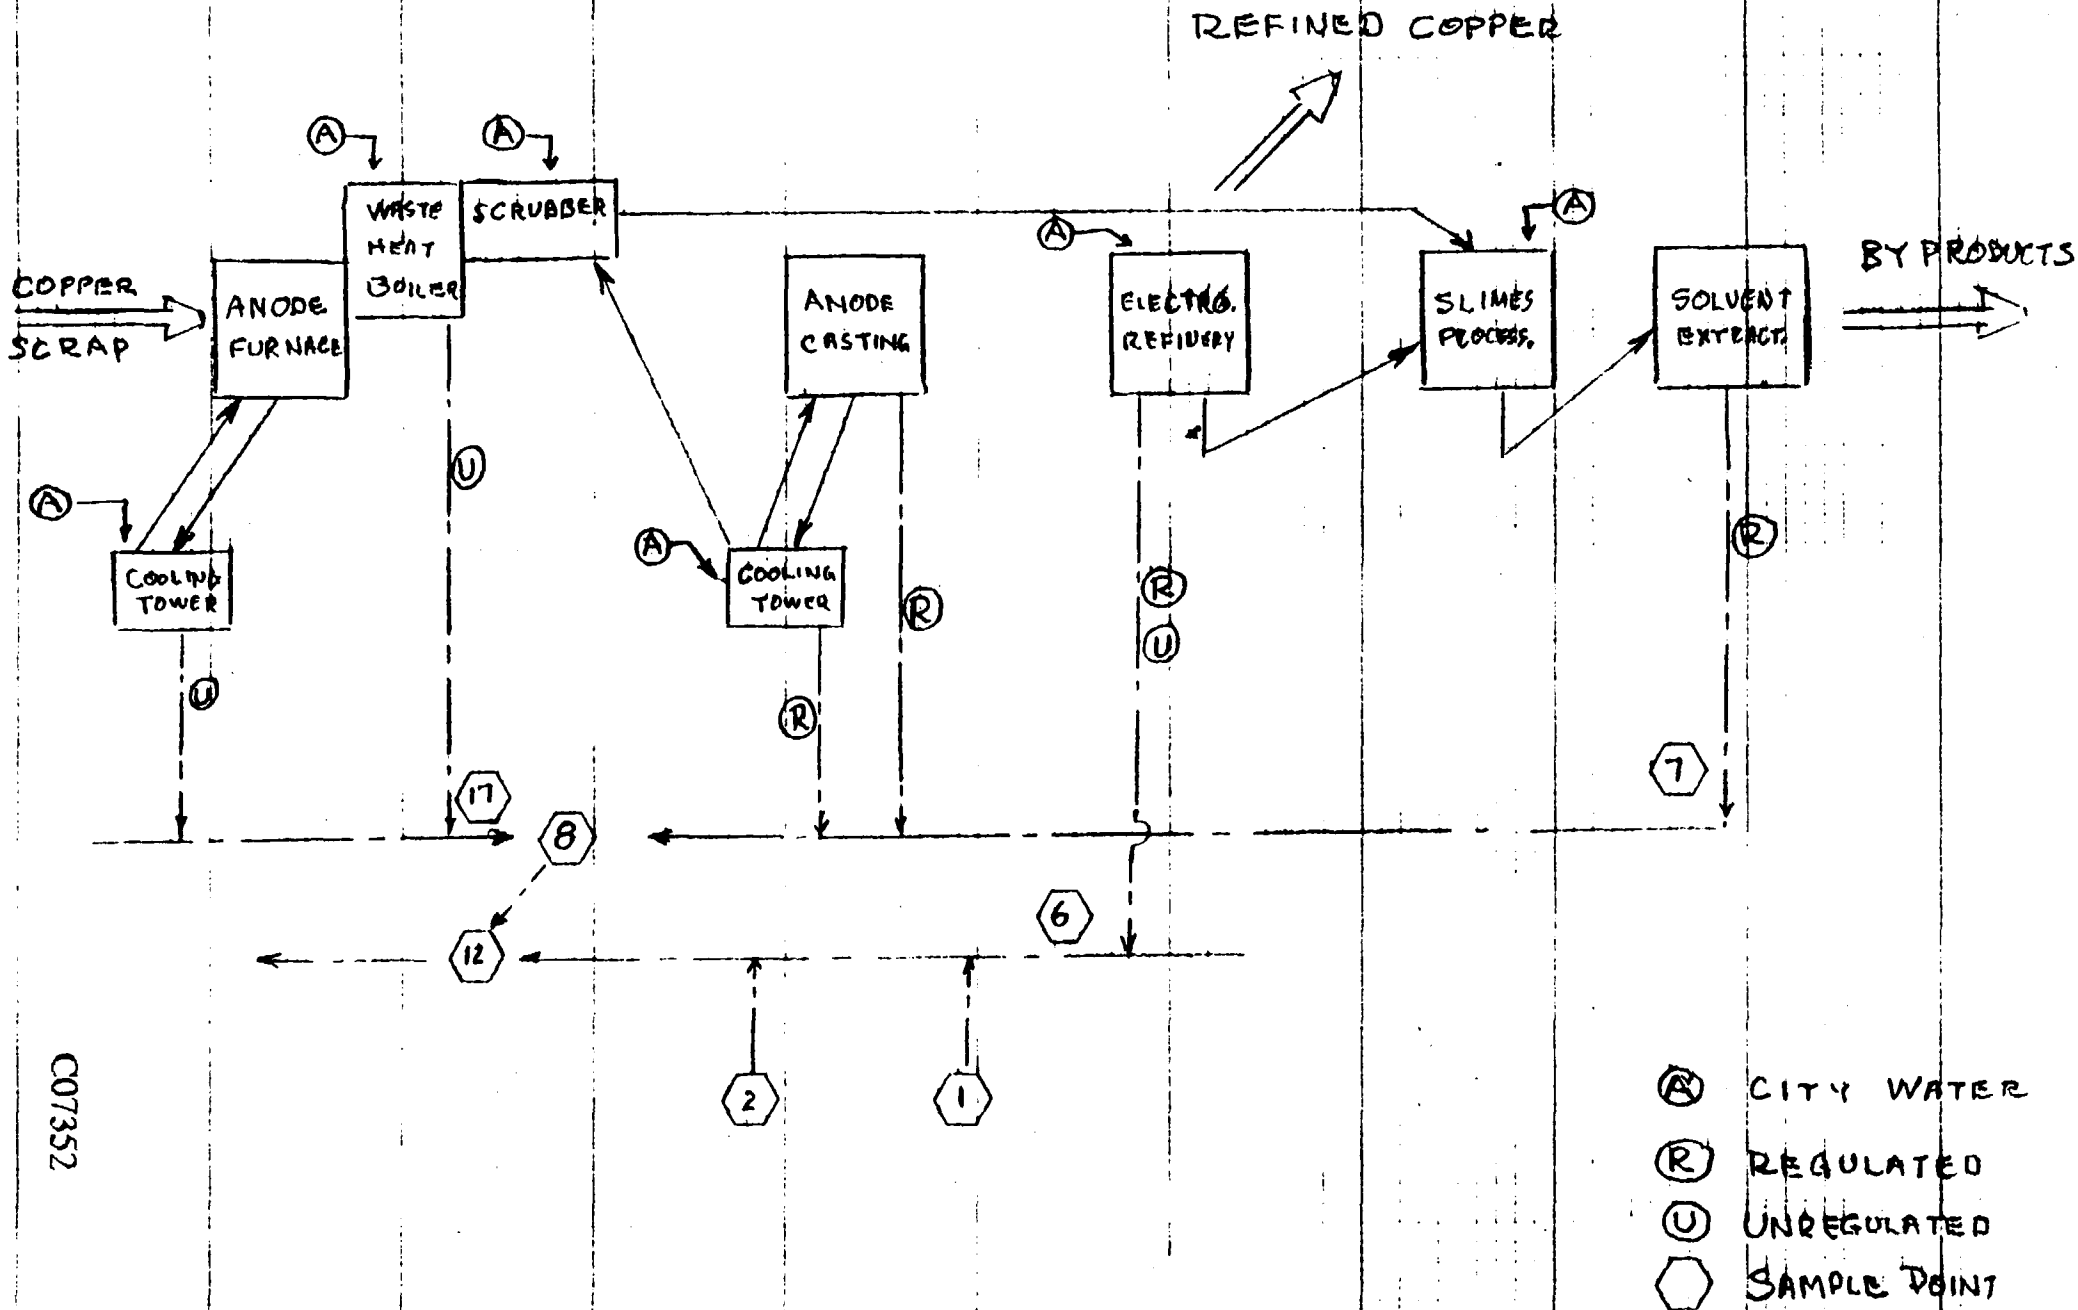 REFINED COPPER
A
A
WASTE
HEAT
BOILER
SCRUBBER
A
A
COPPER
SCRAP
ANODE
FURNACE
ANODE
CASTING
ELECTRO.
REFINERY
SLIMES
PROCESS.
SOLVENT
EXTRACT.
BY PRODUCTS
U
A
A
R
COOLING
TOWER
COOLING
TOWER
R
R
U
U
R
17
8
7
6
12
2
1
C07352
A CITY WATER
R REGULATED
U UNREGULATED
SAMPLE POINT